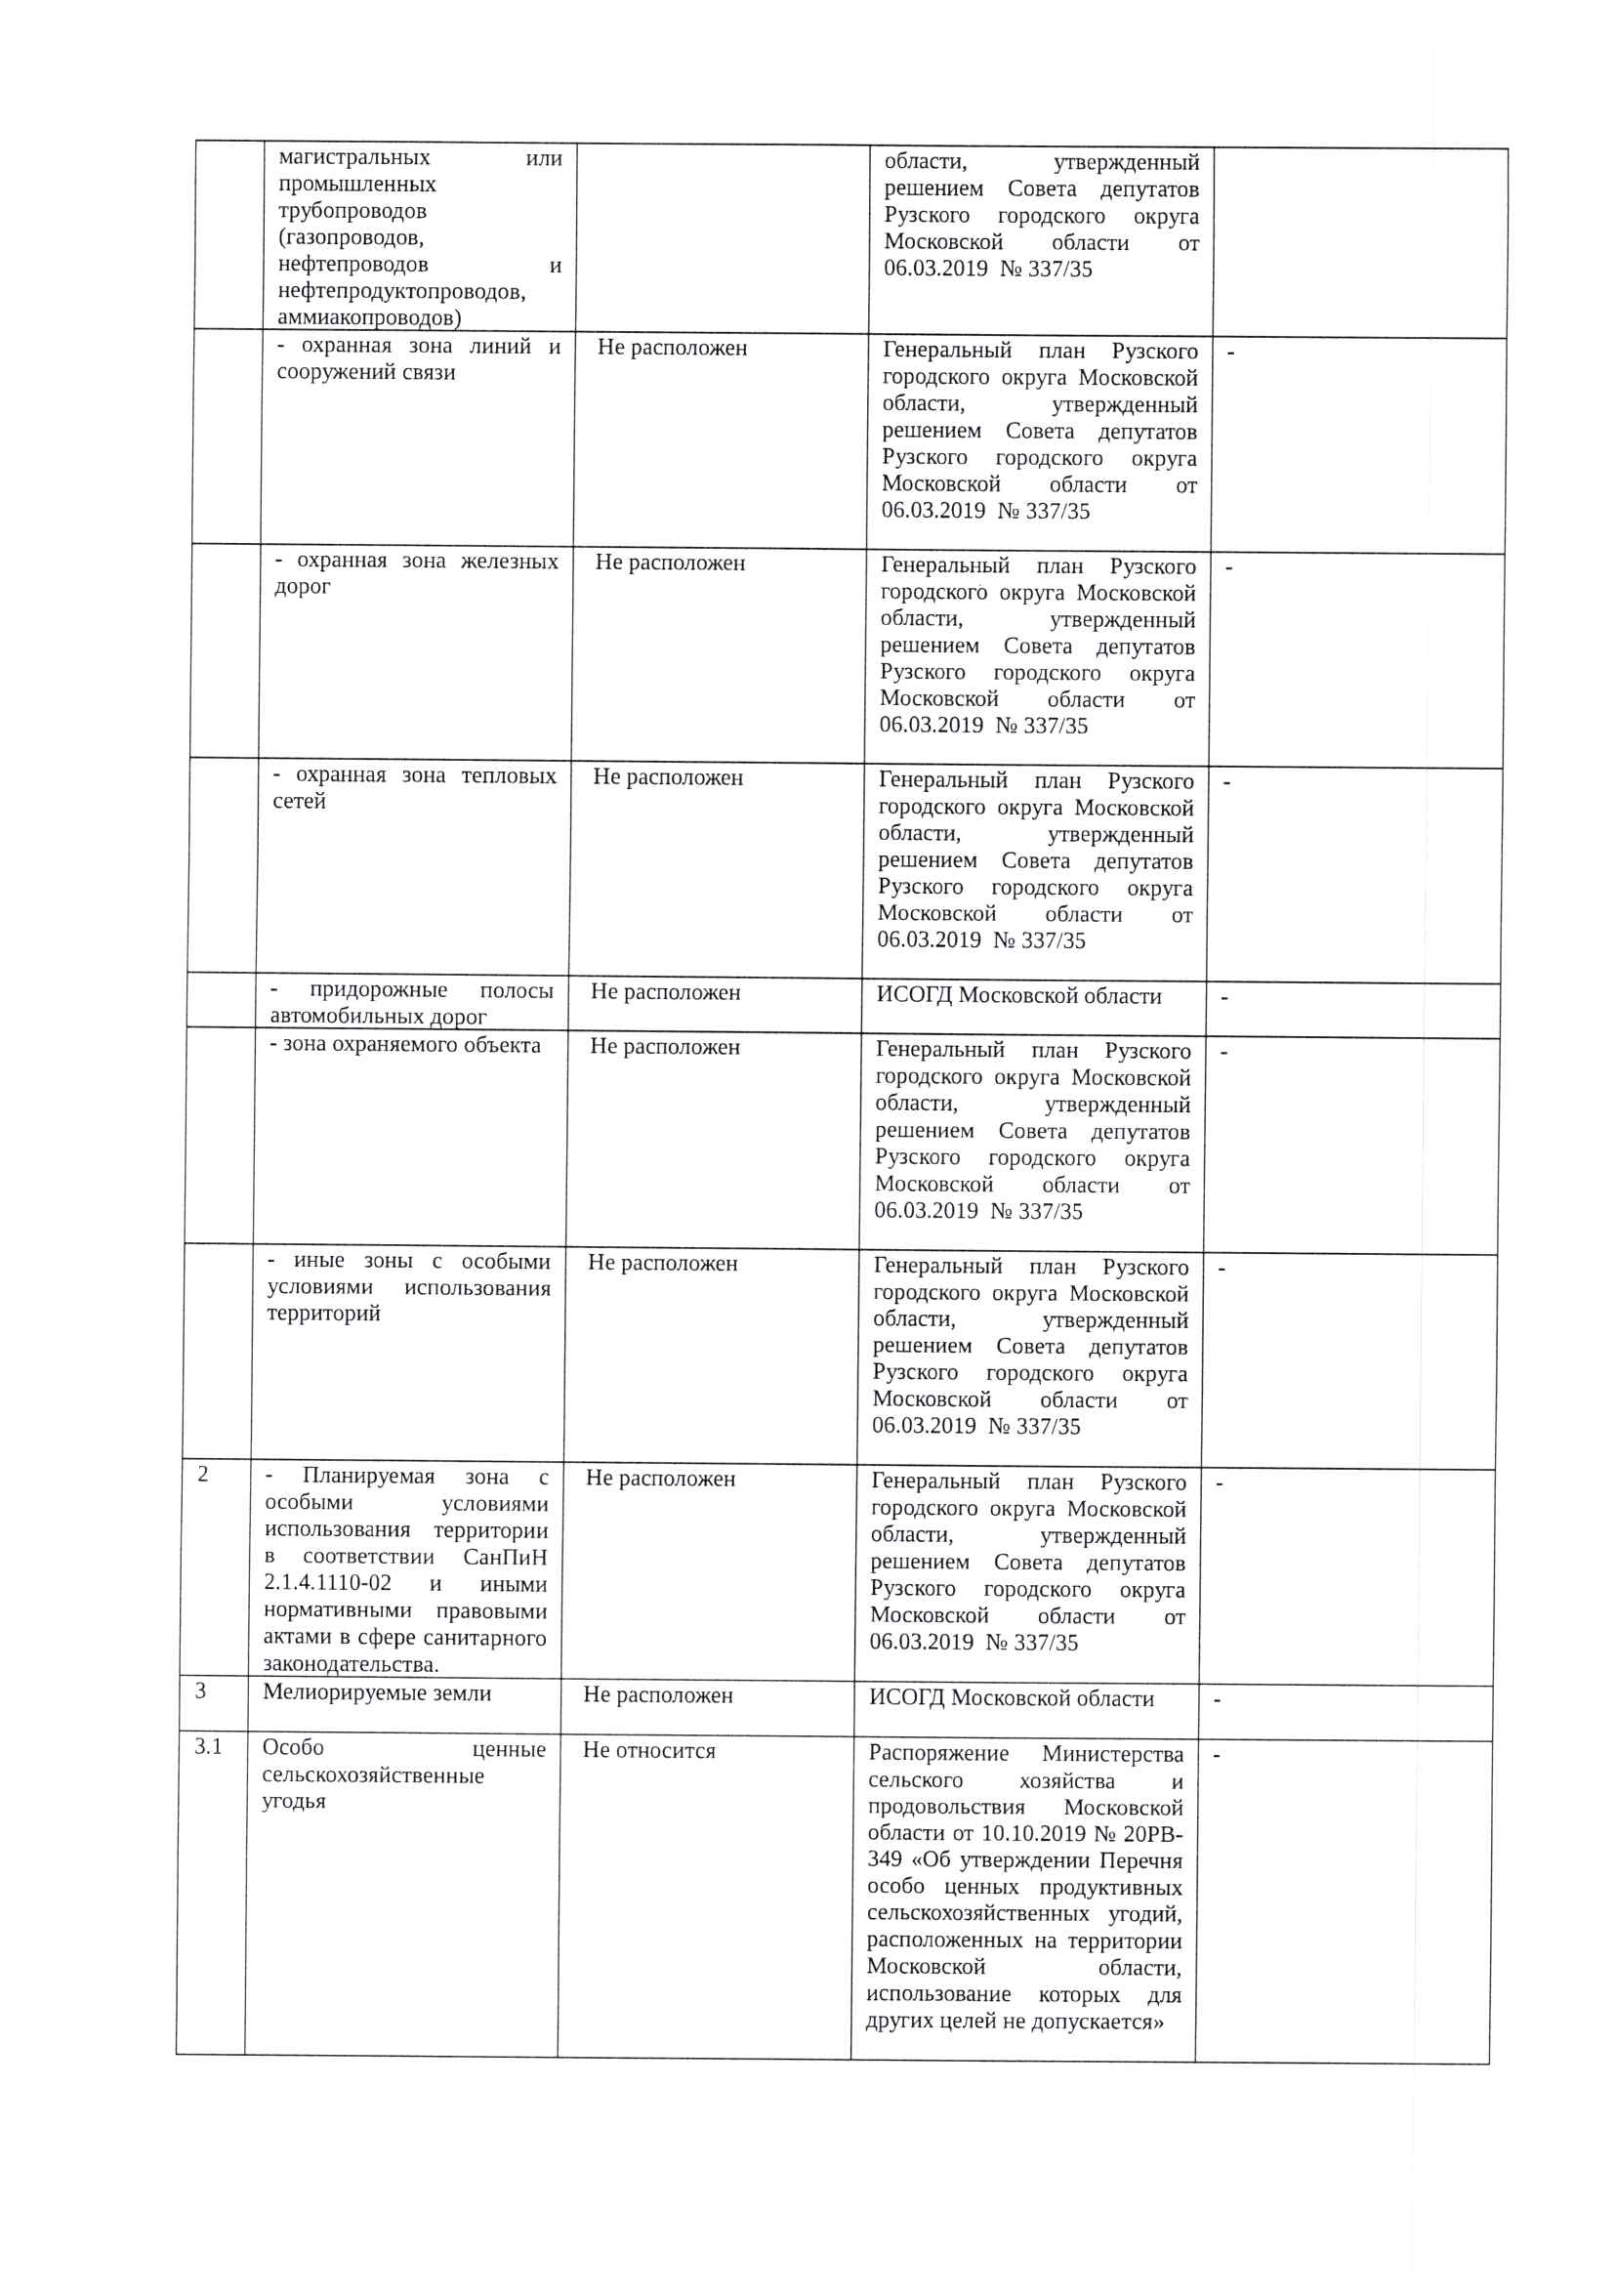 магистральных или
промышленных
трубопроводов
(газопроводов,
нефтепроводов и
нефтепродуктопроводов,
аммиакопроводов)
области, утвержденный
решением Совета депутатов
Рузского городского округа
Московской области от
06.03.2019 № 337/35
- охранная зона линий и
сооружений связи
Не расположен
Генеральный план Рузского
городского округа Московской
области, утвержденный
решением Совета депутатов
Рузского городского округа
Московской области от
06.03.2019 № 337/35
-
- охранная зона железных
дорог
Не расположен
Генеральный план Рузского
городского округа Московской
области, утвержденный
решением Совета депутатов
Рузского городского округа
Московской области от
06.03.2019 № 337/35
-
- охранная зона тепловых
сетей
Не расположен
Генеральный план Рузского
городского округа Московской
области, утвержденный
решением Совета депутатов
Рузского городского округа
Московской области от
06.03.2019 № 337/35
-
- придорожные полосы
автомобильных дорог
Не расположен
ИСОГД Московской области
-
- зона охраняемого объекта
Не расположен
Генеральный план Рузского
городского округа Московской
области, утвержденный
решением Совета депутатов
Рузского городского округа
Московской области от
06.03.2019 № 337/35
-
- иные зоны с особыми
условиями использования
территорий
Не расположен
Генеральный план Рузского
городского округа Московской
области, утвержденный
решением Совета депутатов
Рузского городского округа
Московской области от
06.03.2019 № 337/35
-
2
- Планируемая зона с
особыми условиями
использования территории
в соответствии СанПиН
2.1.4.1110-02 и иными
нормативными правовыми
актами в сфере санитарного
законодательства.
Не расположен
Генеральный план Рузского
городского округа Московской
области, утвержденный
решением Совета депутатов
Рузского городского округа
Московской области от
06.03.2019 № 337/35
-
3
Мелиорируемые земли
Не расположен
ИСОГД Московской области
-
3.1
Особо ценные
сельскохозяйственные
угодья
Не относится
Распоряжение Министерства
сельского хозяйства и
продовольствия Московской
области от 10.10.2019 № 20РВ-
349 «Об утверждении Перечня
особо ценных продуктивных
сельскохозяйственных угодий,
расположенных на территории
Московской области,
использование которых для
других целей не допускается»
-